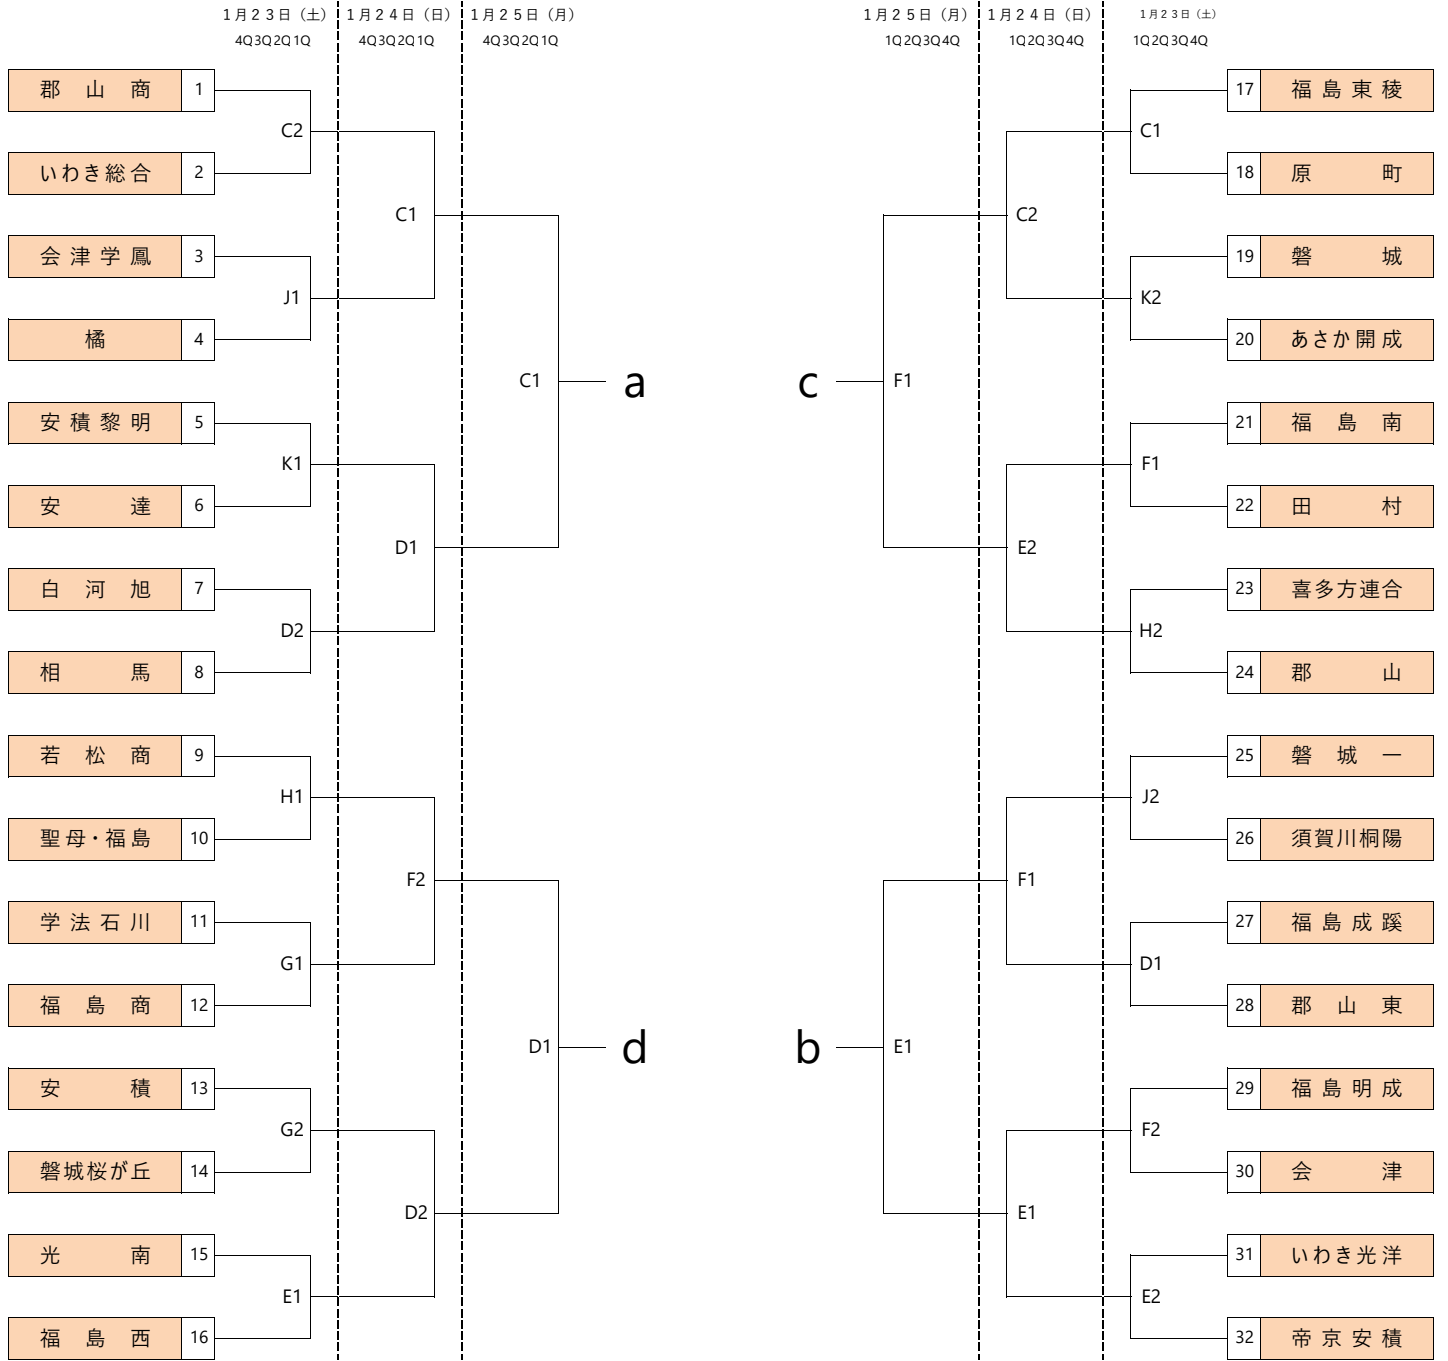 １月２３日（土） １月２４日（日） １月２５日（月） １月２５日（月） １月２４日（日） １月２３日（土）
4Q3Q2Q1Q 4Q3Q2Q1Q 4Q3Q2Q1Q 1Q2Q3Q4Q 1Q2Q3Q4Q 1Q2Q3Q4Q
郡山商 1 17 福島東稜
C2 C1
いわき総合 2 18 原町
C1 C2
会津学鳳 3 19 磐城
J1 K2
橘 4 20 あさか開成
C1 a c F1
安積黎明 5 21 福島南
K1 F1
安達 6 22 田村
D1 E2
白河旭 7 23 喜多方連合
D2 H2
相馬 8 24 郡山
若松商 9 25 磐城一
H1 J2
聖母・福島 10 26 須賀川桐陽
F2 F1
学法石川 11 27 福島成蹊
G1 D1
福島商 12 28 郡山東
D1 d b E1
安積 13 29 福島明成
G2 F2
磐城桜が丘 14 30 会津
D2 E1
光南 15 31 いわき光洋
E1 E2
福島西 16 32 帝京安積